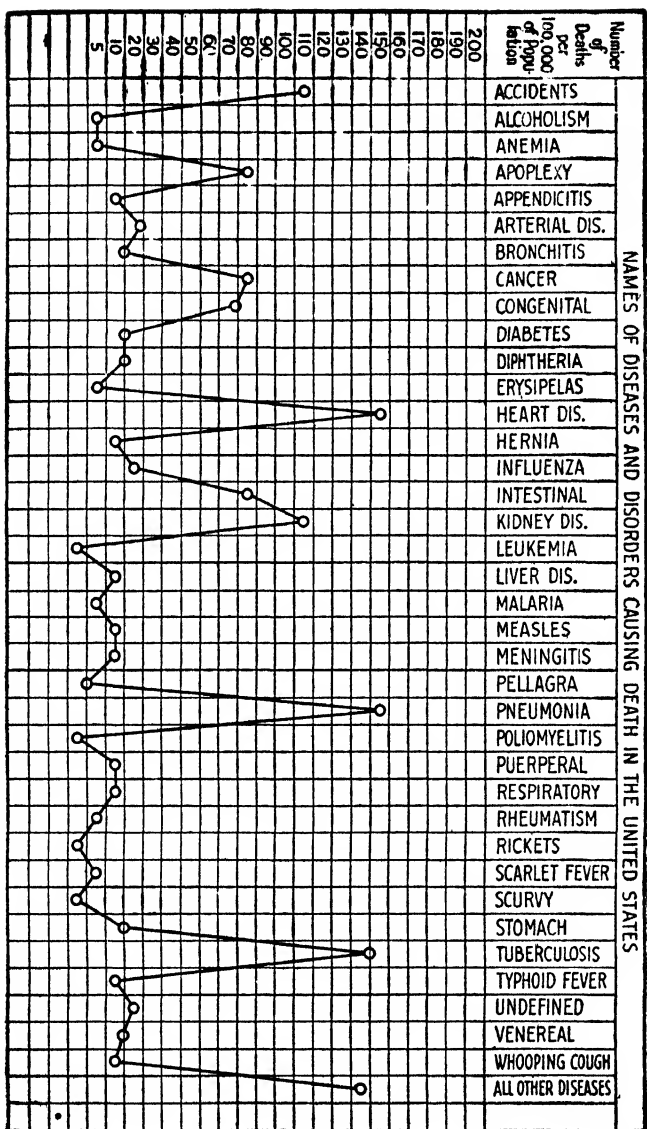 Number
of
Deaths
per
100,000
of Popu-
lation
5
10
20
30
40
50
60
70
80
90
100
110
120
130
140
150
160
170
180
190
200
NAMES OF DISEASES AND DISORDERS CAUSING DEATH IN THE UNITED STATES
ACCIDENTS
ALCOHOLISM
ANEMIA
APOPLEXY
APPENDICITIS
ARTERIAL DIS.
BRONCHITIS
CANCER
CONGENITAL
DIABETES
DIPHTHERIA
ERYSIPELAS
HEART DIS.
HERNIA
INFLUENZA
INTESTINAL
KIDNEY DIS.
LEUKEMIA
LIVER DIS.
MALARIA
MEASLES
MENINGITIS
PELLAGRA
PNEUMONIA
POLIOMYELITIS
PUERPERAL
RESPIRATORY
RHEUMATISM
RICKETS
SCARLET FEVER
SCURVY
STOMACH
TUBERCULOSIS
TYPHOID FEVER
UNDEFINED
VENEREAL
WHOOPING COUGH
ALL OTHER DISEASES